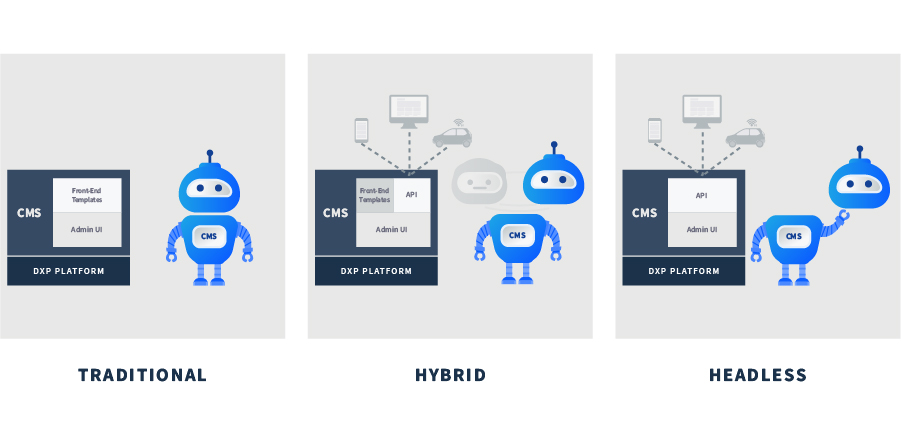 CMS
Front-End
Templates
Admin UI
DXP PLATFORM
CMS
TRADITIONAL
CMS
Front-End
Templates
API
Admin UI
DXP PLATFORM
CMS
HYBRID
CMS
API
Admin UI
DXP PLATFORM
CMS
HEADLESS